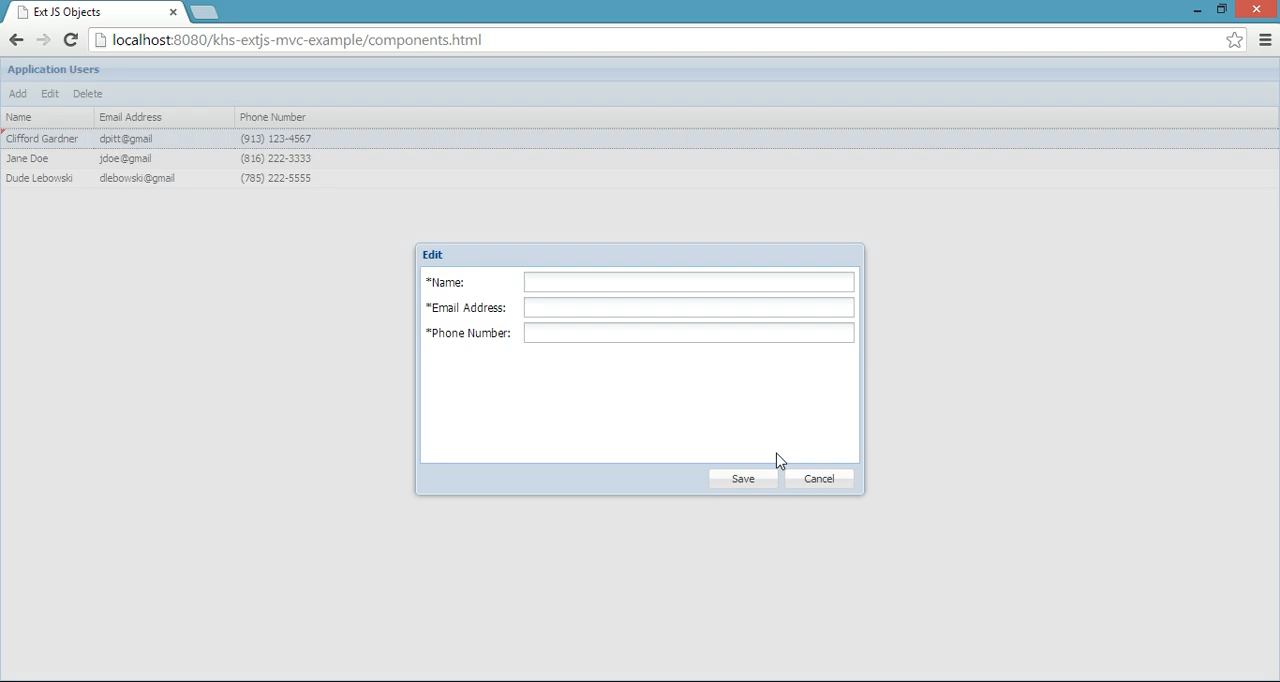 Ext JS Objects
localhost:8080/khs-extjs-mvc-example/components.html
Application Users
Add Edit Delete
Name Email Address Phone Number
Clifford Gardner dpitt@gmail (913) 123-4567
Jane Doe jdoe@gmail (816) 222-3333
Dude Lebowski dlebowski@gmail (785) 222-5555
Edit
*Name:
*Email Address:
*Phone Number:
Save Cancel